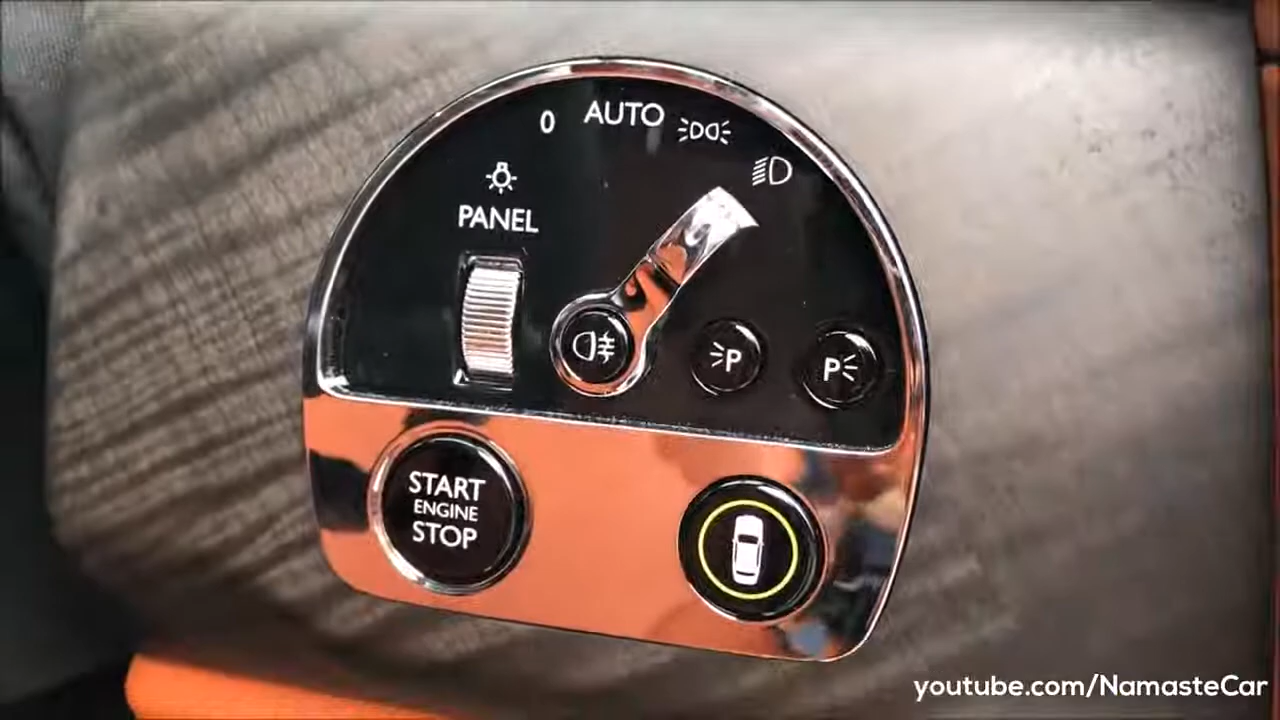 0 AUTO
PANEL
P
P
START
ENGINE
STOP
youtube.com/NamasteCar